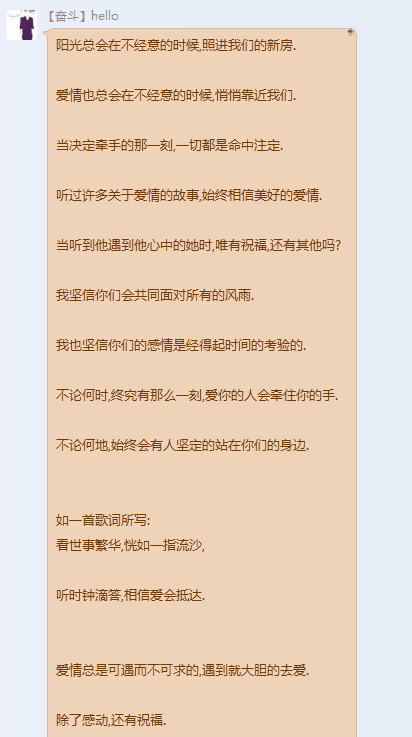 【奋斗】hello
阳光总会在不经意的时候,照进我们的新房.
爱情也总会在不经意的时候,悄悄靠近我们.
当决定牵手的那一刻,一切都是命中注定.
听过许多关于爱情的故事,始终相信美好的爱情.
当听到他遇到他心中的她时,唯有祝福,还有其他吗?
我坚信你们会共同面对所有的风雨.
我也坚信你们的感情是经得起时间的考验的.
不论何时,终究有那么一刻,爱你的人会牵住你的手.
不论何地,始终会有人坚定的站在你们的身边.
如一首歌词所写:
看世事繁华,恍如一指流沙,
听时钟滴答,相信爱会抵达.
爱情总是可遇而不可求的,遇到就大胆的去爱.
除了感动,还有祝福.